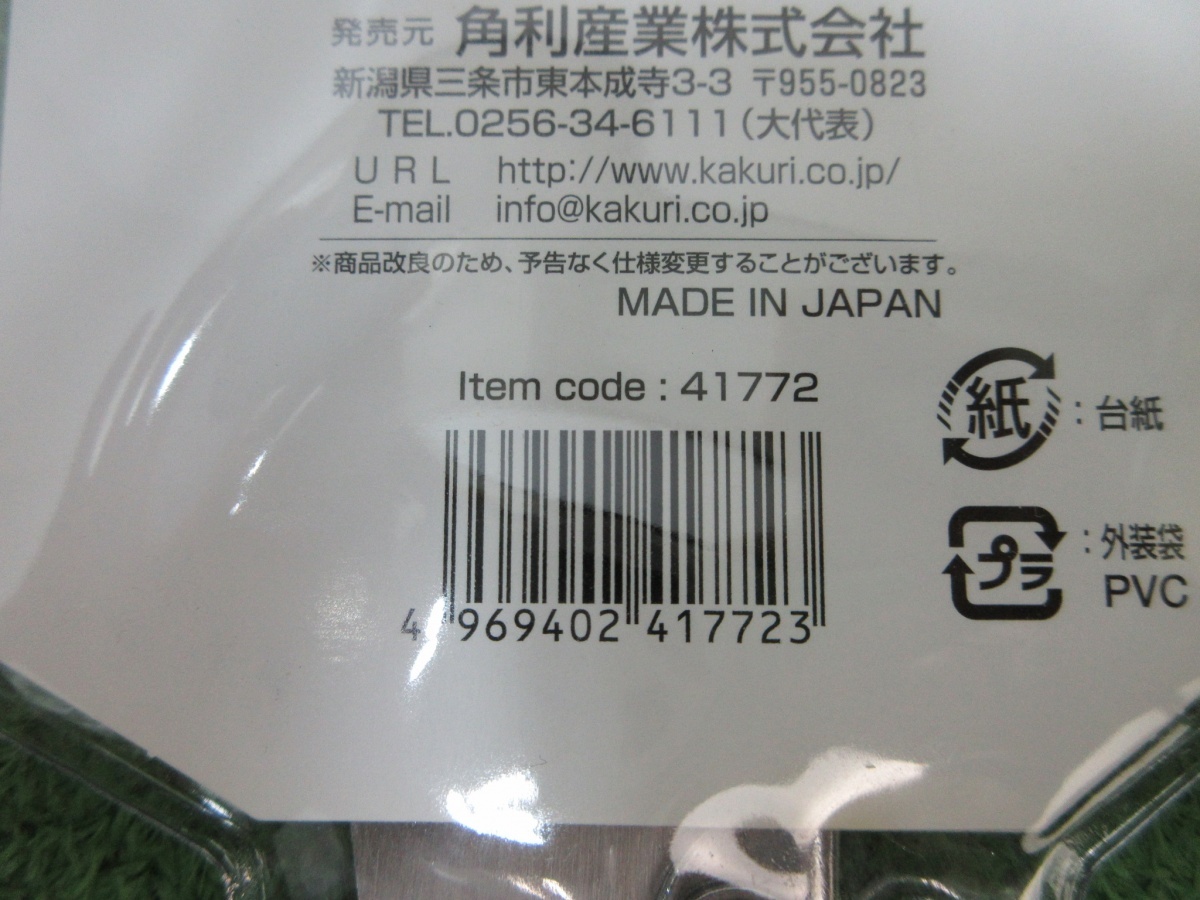 発売元 角利産業株式会社
新潟県三条市東本成寺3-3 〒955-0823
TEL.0256-34-6111(大代表)
URL http://www.kakuri.co.jp/
E-mail info@kakuri.co.jp
※商品改良のため、予告なく仕様変更することがございます。
MADE IN JAPAN
Item code : 41772
紙 : 台紙
プラ : 外装袋
PVC
4 969402 417723